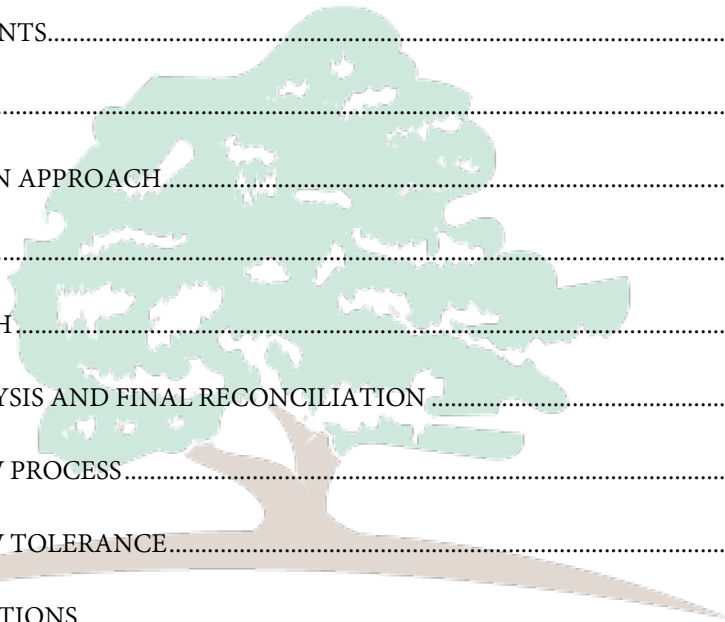 NTS........................................................................................................
................................................................................................................
N APPROACH.....................................................................................
................................................................................................................
H..............................................................................................................
YSIS AND FINAL RECONCILIATION ............................................
W PROCESS...........................................................................................
W TOLERANCE....................................................................................
TIONS